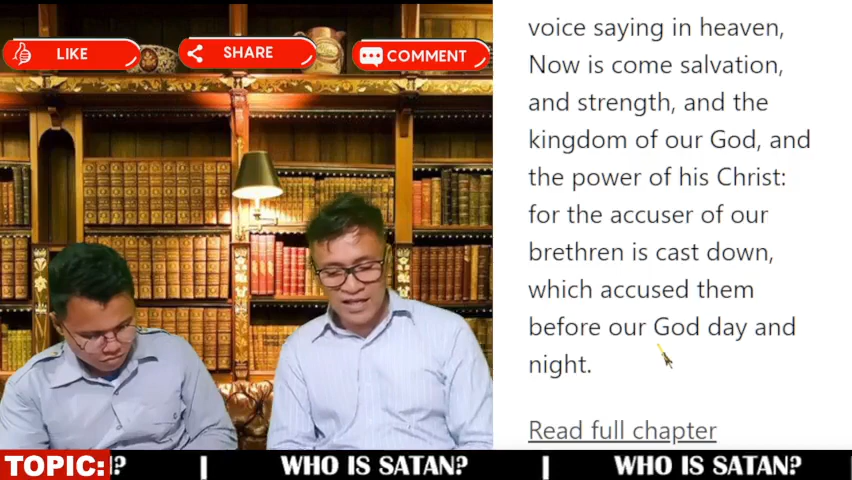 LIKE
SHARE
COMMENT
voice saying in heaven,
Now is come salvation,
and strength, and the
kingdom of our God, and
the power of his Christ:
for the accuser of our
brethren is cast down,
which accused them
before our God day and
night.
Read full chapter
TOPIC: ? | WHO IS SATAN? | WHO IS SATAN?